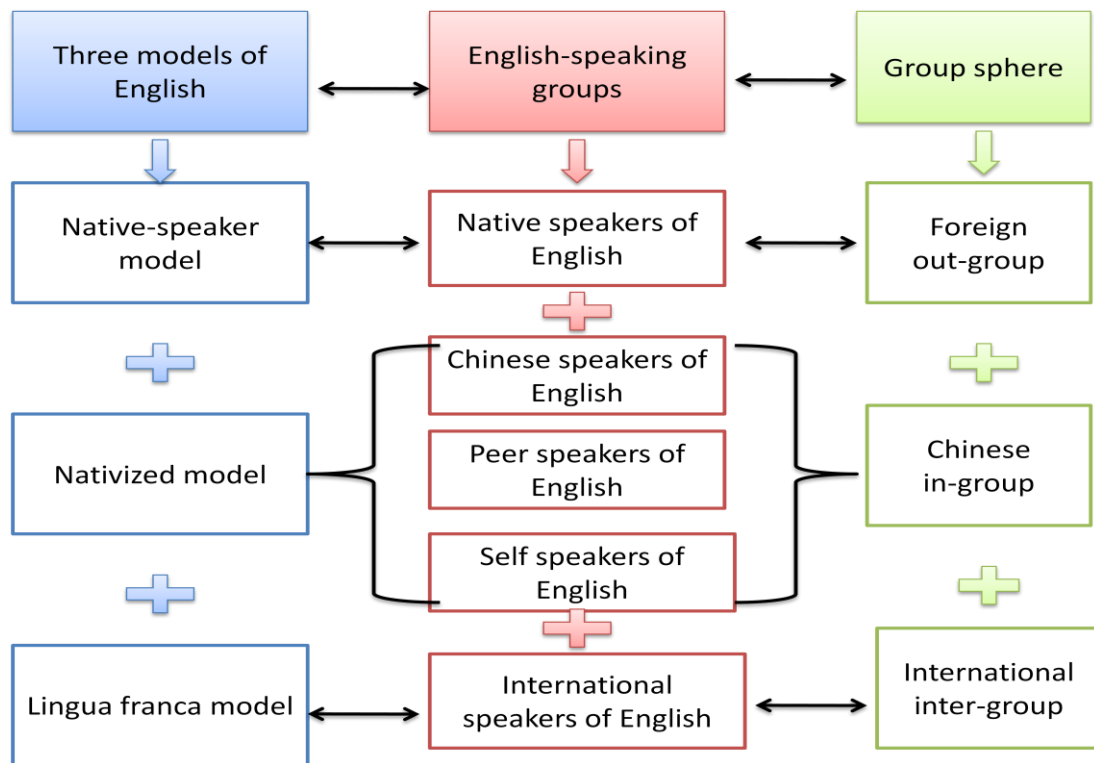 Three models of
English
English-speaking
groups
Group sphere
Native-speaker
model
Native speakers of
English
Foreign
out-group
Chinese speakers of
English
Nativized model
Peer speakers of
English
Chinese
in-group
Self speakers of
English
Lingua franca model
International
speakers of English
International
inter-group